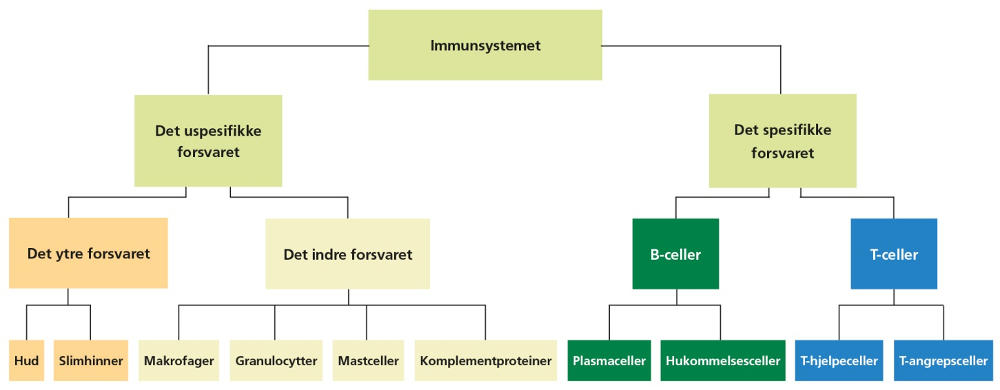 Immunsystemet
Det uspesifikke
forsvaret
Det spesifikke
forsvaret
Det ytre forsvaret
Det indre forsvaret
B-celler
T-celler
Hud
Slimhinner
Makrofager
Granulocytter
Mastceller
Komplementproteiner
Plasmaceller
Hukommelsesceller
T-hjelpeceller
T-angrepsceller